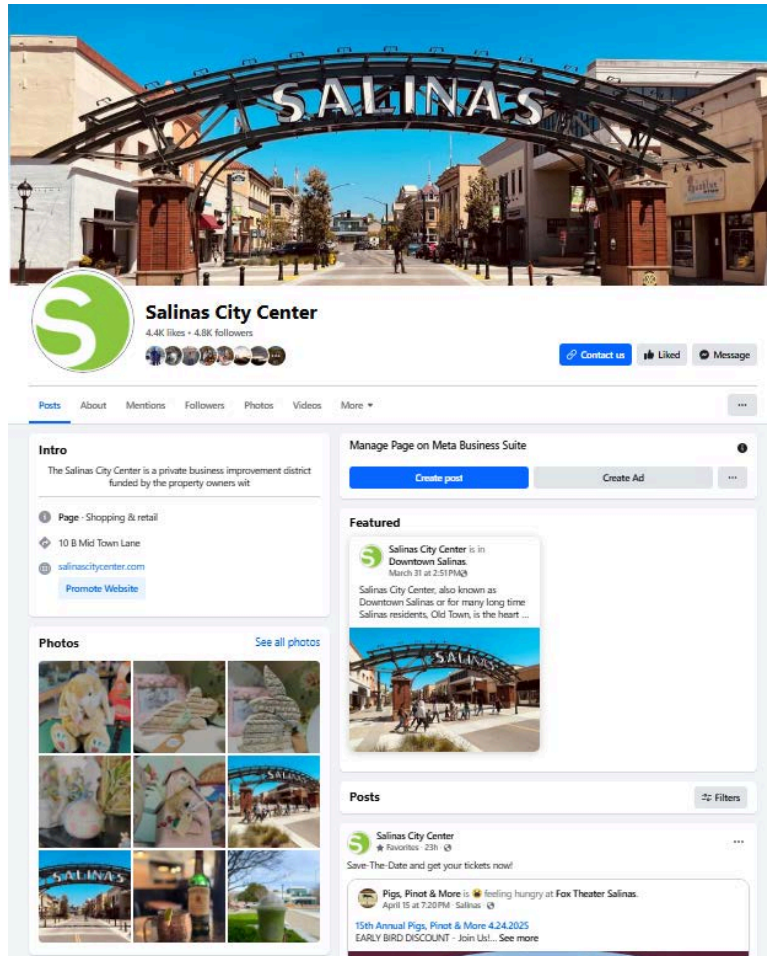 SALINAS
S
Salinas City Center
4.4K likes • 4.8K followers
Contact us
Liked
Message
Posts
About
Mentions
Followers
Photos
Videos
More
Intro
The Salinas City Center is a private business improvement district
funded by the property owners wit
Page · Shopping & retail
10 B Mid Town Lane
salinascitycenter.com
Promote Website
Photos
See all photos
SALINAS
SALINAS
Manage Page on Meta Business Suite
Create post
Create Ad
Featured
S
Salinas City Center is in
Downtown Salinas.
March 31 at 2:51 PM
Salinas City Center, also known as
Downtown Salinas or for many long time
Salinas residents, Old Town, is the heart ...
SALINAS
Posts
Filters
S
Salinas City Center
Favorites · 23h ·
Save-The-Date and get your tickets now!
Pigs, Pinot & More is feeling hungry at Fox Theater Salinas.
April 15 at 7:20 PM · Salinas ·
15th Annual Pigs, Pinot & More 4.24.2025
EARLY BIRD DISCOUNT - Join Us!... See more